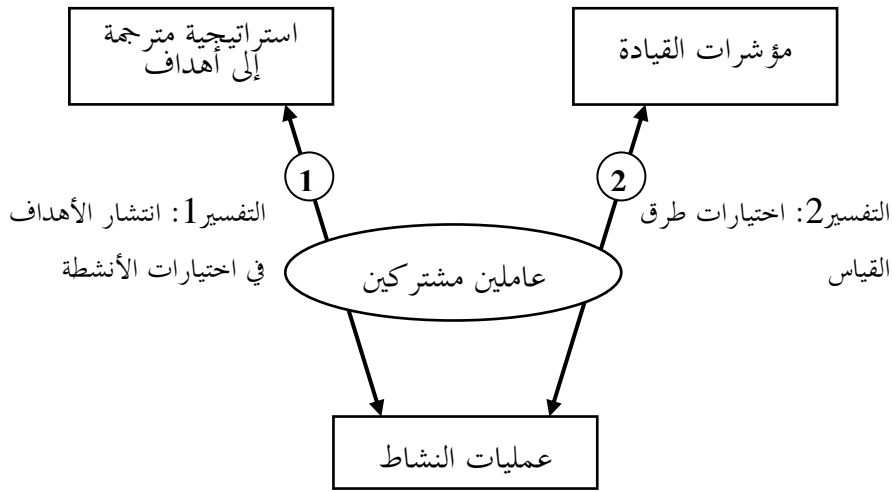 مؤشرات القيادة
استراتيجية مترجمة
إلى أهداف
2
1
التفسير2: اختيارات طرق
القياس
التفسير1: انتشار الأهداف
في اختيارات الأنشطة
عاملين مشتركين
عمليات النشاط